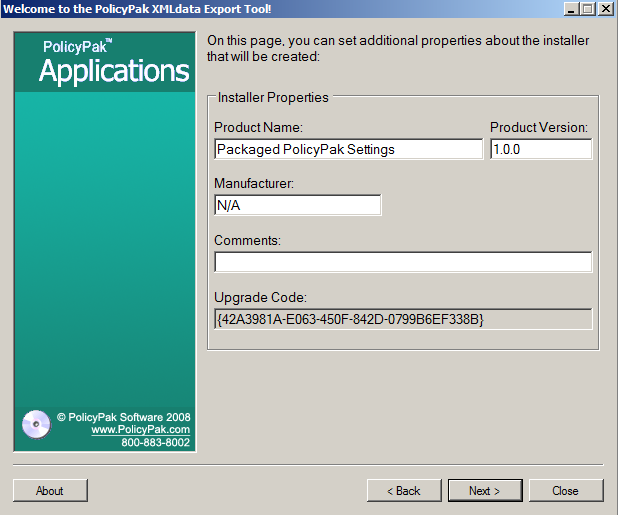 Welcome to the PolicyPak XMLdata Export Tool!
PolicyPak™
Applications
On this page, you can set additional properties about the installer
that will be created:
Installer Properties
Product Name:
Product Version:
Packaged PolicyPak Settings
1.0.0
Manufacturer:
N/A
Comments:
Upgrade Code:
{42A3981A-E063-450F-842D-0799B6EF338B}
© PolicyPak Software 2008
www.PolicyPak.com
800-883-8002
About
< Back
Next >
Close